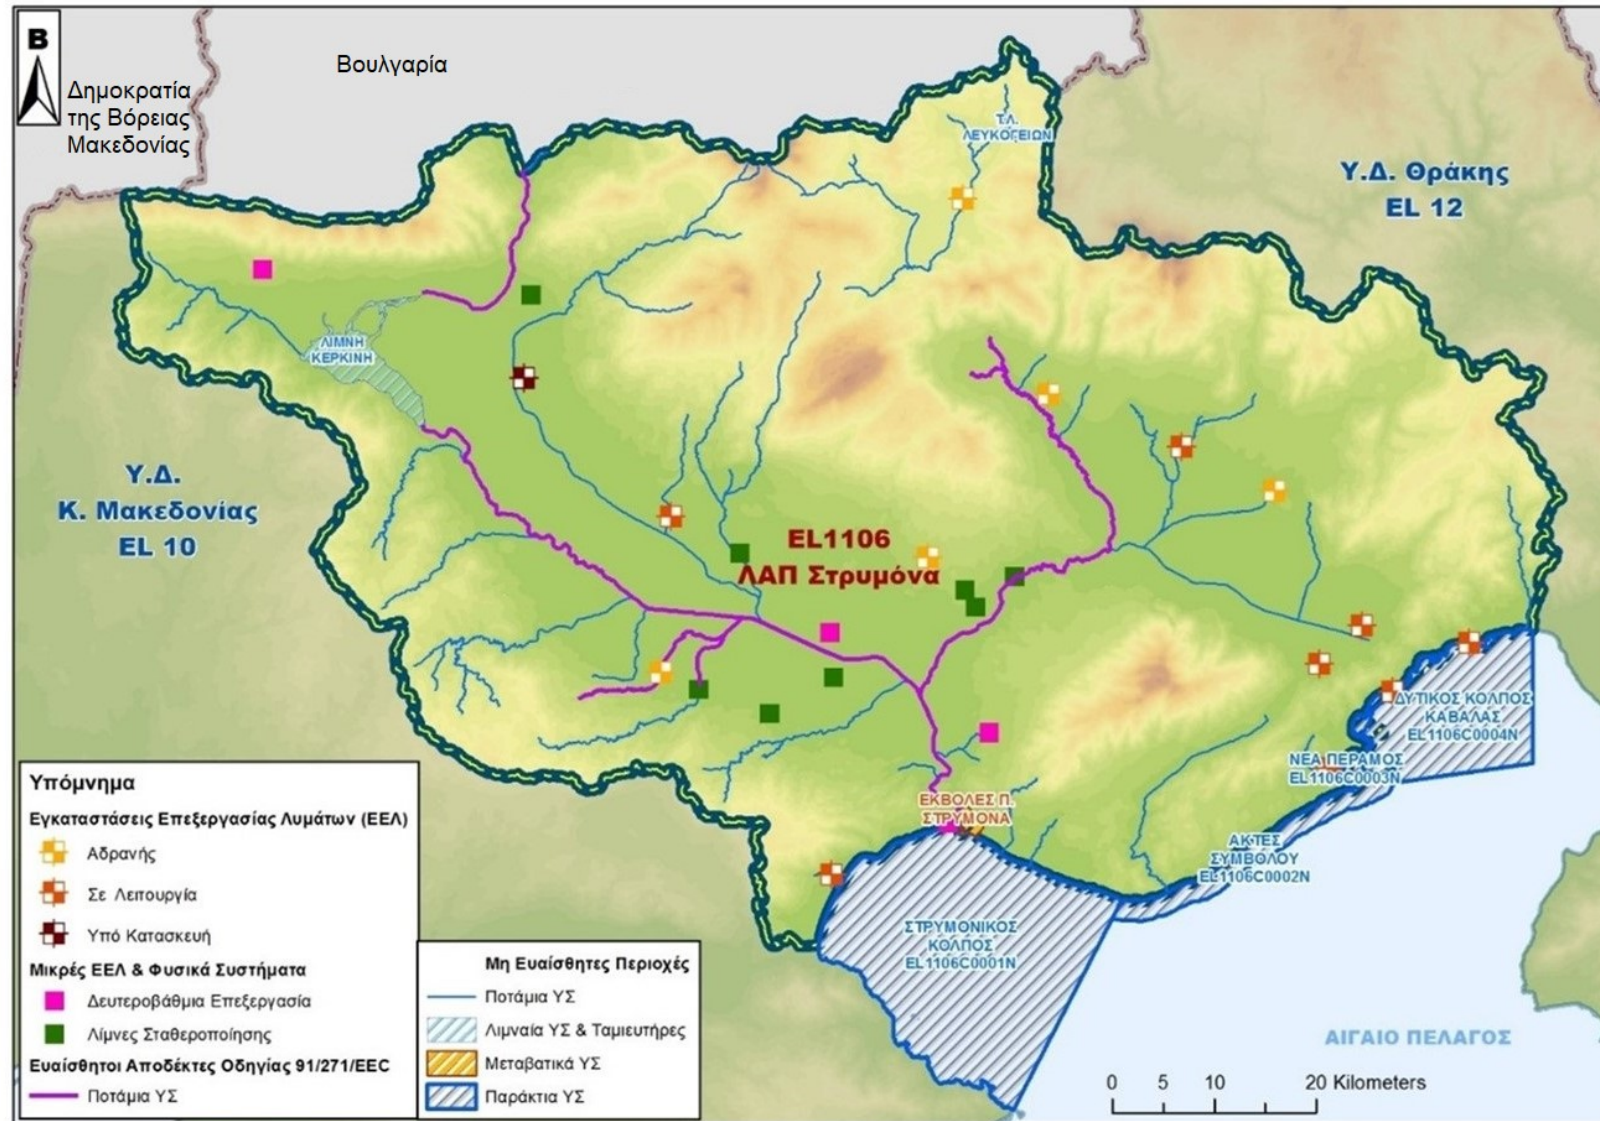 Β
Δημοκρατία
της Βόρειας
Μακεδονίας
Βουλγαρία
Τ.Λ.
ΛΕΥΚΟΓΕΙΩΝ
Υ.Δ. Θράκης
EL 12
ΛΙΜΝΗ
ΚΕΡΚΙΝΗ
Υ.Δ.
Κ. Μακεδονίας
EL 10
EL1106
ΛΑΠ Στρυμόνα
ΔΥΤΙΚΟΣ ΚΟΛΠΟΣ
ΚΑΒΑΛΑΣ
EL1106C0004N
ΝΕΑ ΠΕΡΑΜΟΣ
EL1106C0003N
ΕΚΒΟΛΕΣ Π.
ΣΤΡΥΜΟΝΑ
ΑΚΤΕΣ
ΣΥΜΒΟΛΟΥ
EL1106C0002N
ΣΤΡΥΜΟΝΙΚΟΣ
ΚΟΛΠΟΣ
EL1106C0001N
ΑΙΓΑΙΟ ΠΕΛΑΓΟΣ
0 5 10 20 Kilometers
Υπόμνημα
Εγκαταστάσεις Επεξεργασίας Λυμάτων (ΕΕΛ)
Αδρανής
Σε Λειτουργία
Υπό Κατασκευή
Μικρές ΕΕΛ & Φυσικά Συστήματα
Δευτεροβάθμια Επεξεργασία
Λίμνες Σταθεροποίησης
Ευαίσθητοι Αποδέκτες Οδηγίας 91/271/EEC
Ποτάμια ΥΣ
Μη Ευαίσθητες Περιοχές
Ποτάμια ΥΣ
Λιμναία ΥΣ & Ταμιευτήρες
Μεταβατικά ΥΣ
Παράκτια ΥΣ